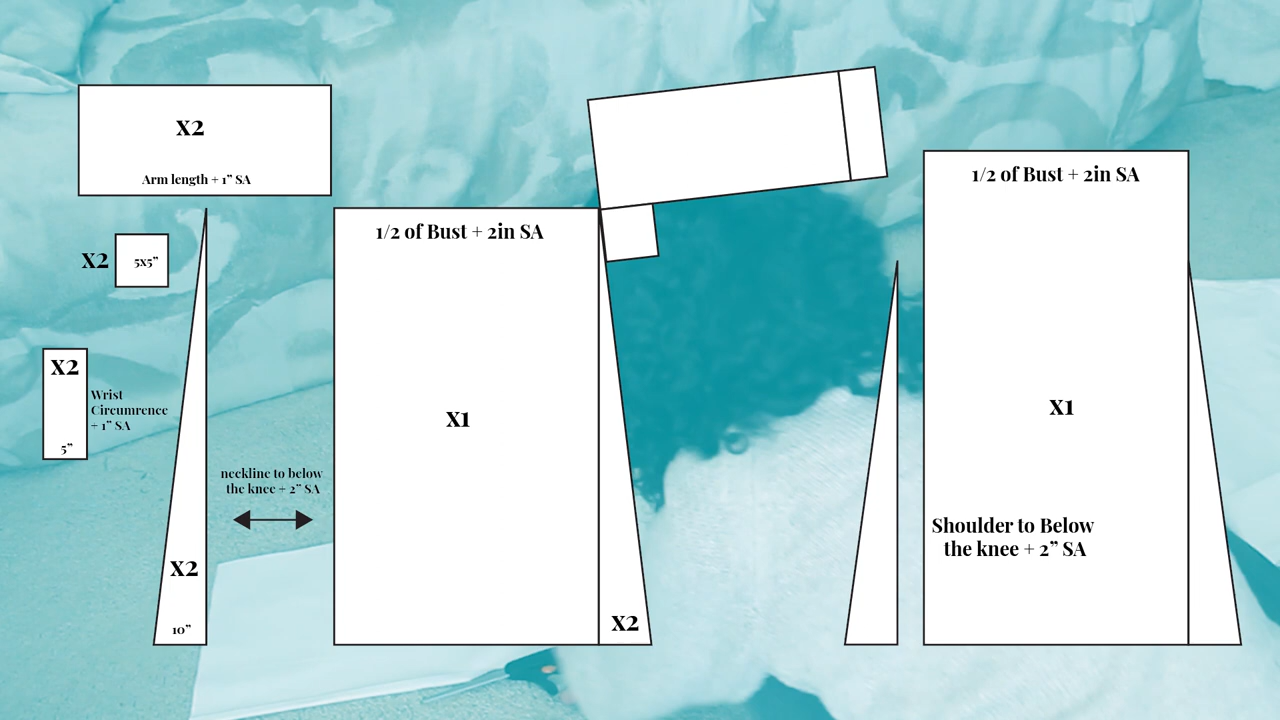 X2
Arm length + 1” SA
X2
5x5”
X2
Wrist
Circumrence
+ 1” SA
5”
neckline to below
the knee + 2” SA
X2
10”
1/2 of Bust + 2in SA
X1
X2
1/2 of Bust + 2in SA
X1
Shoulder to Below
the knee + 2” SA